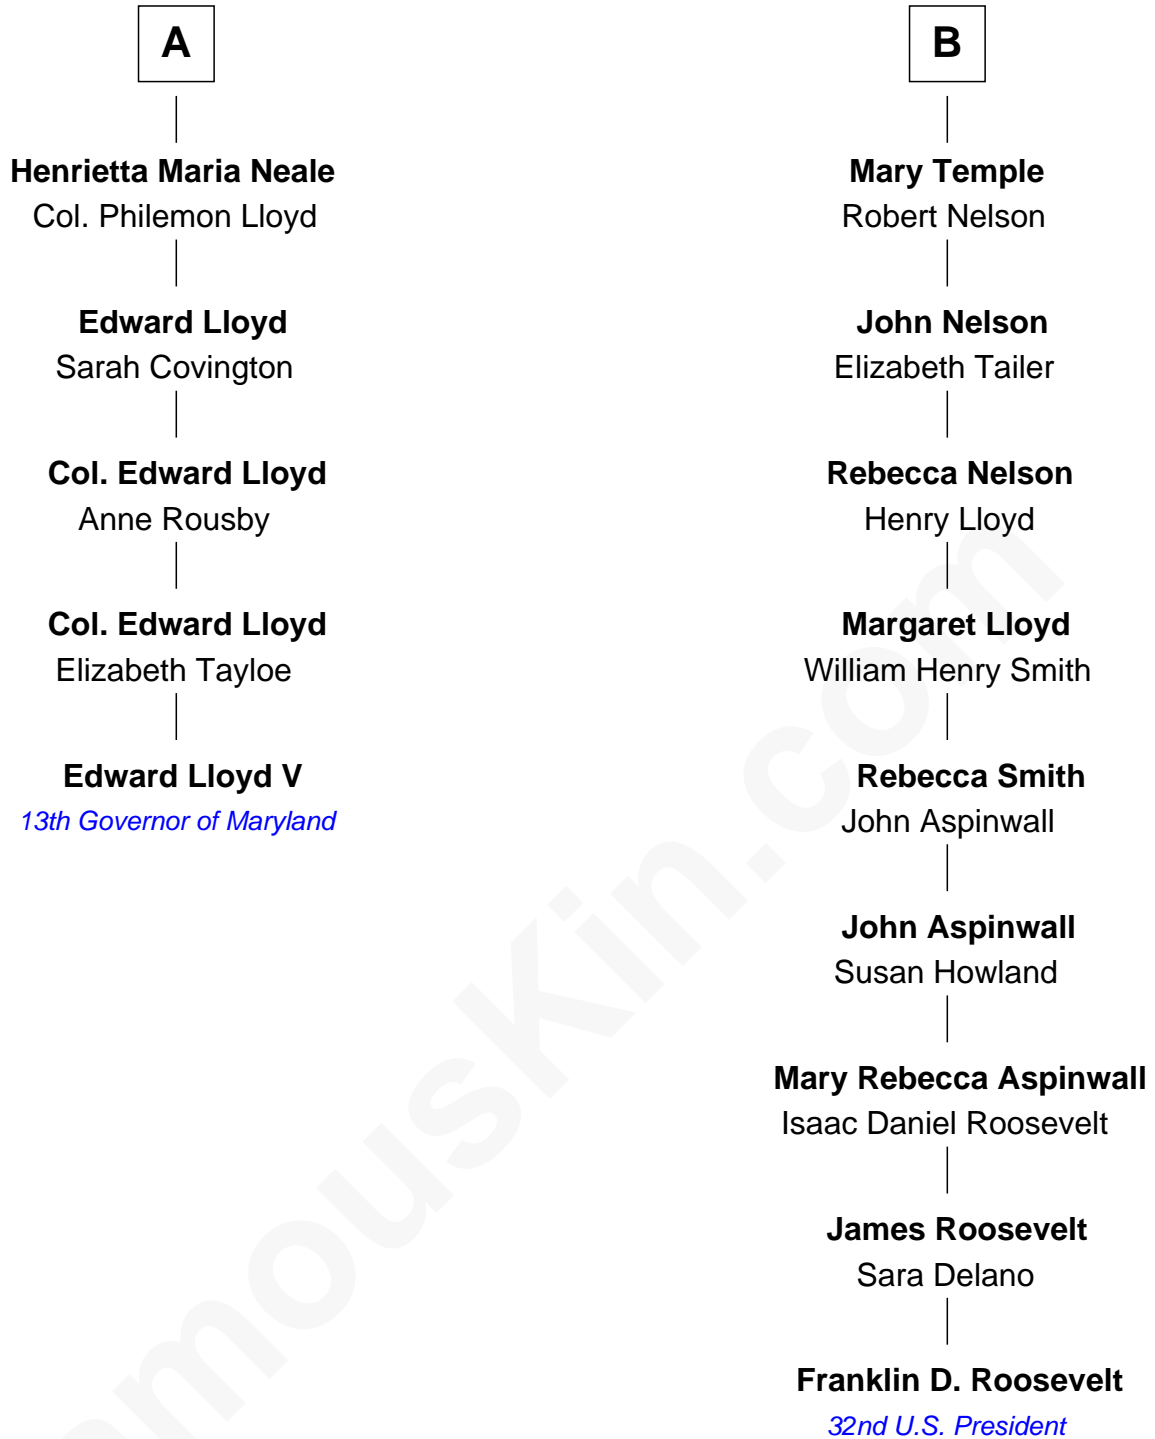 A
Henrietta Maria Neale
Col. Philemon Lloyd
Edward Lloyd
Sarah Covington
Col. Edward Lloyd
Anne Rousby
Col. Edward Lloyd
Elizabeth Tayloe
Edward Lloyd V
13th Governor of Maryland
B
Mary Temple
Robert Nelson
John Nelson
Elizabeth Tailer
Rebecca Nelson
Henry Lloyd
Margaret Lloyd
William Henry Smith
Rebecca Smith
John Aspinwall
John Aspinwall
Susan Howland
Mary Rebecca Aspinwall
Isaac Daniel Roosevelt
James Roosevelt
Sara Delano
Franklin D. Roosevelt
32nd U.S. President
amouskin.com